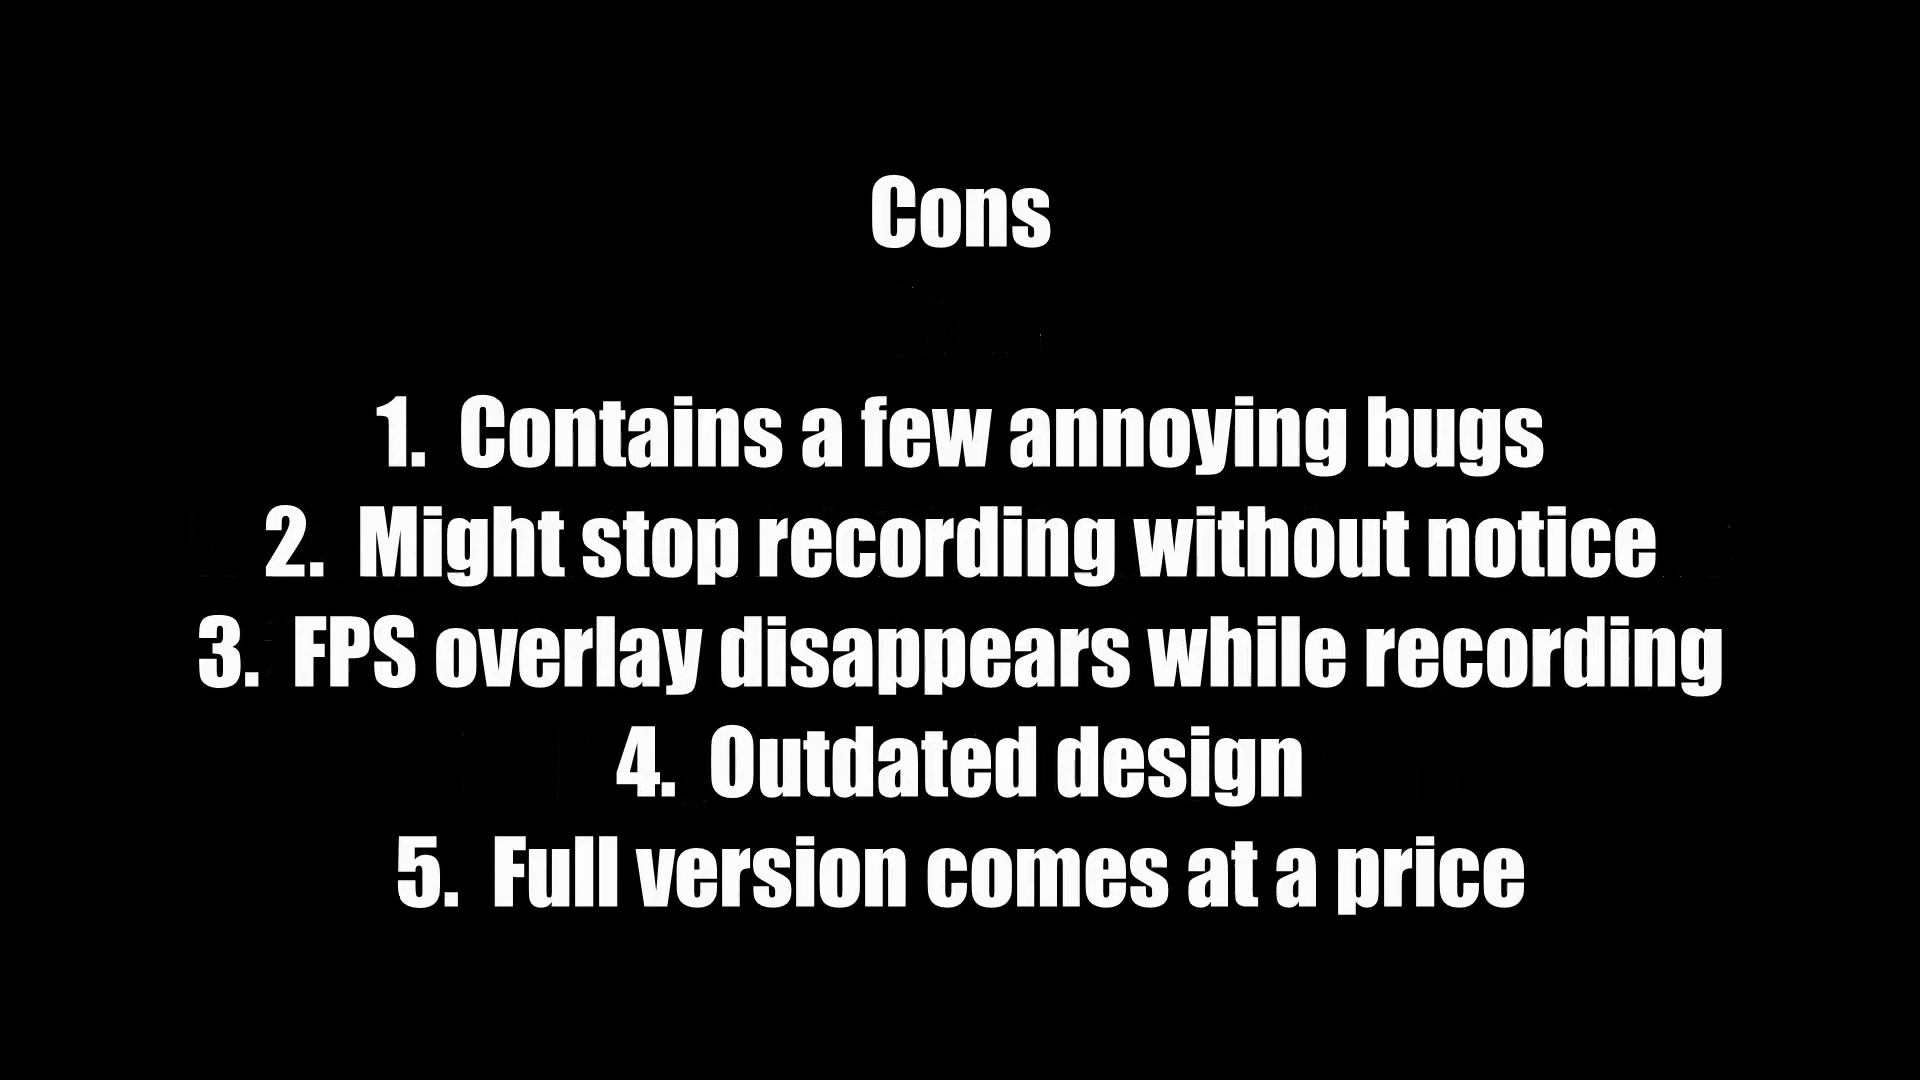 Cons
1. Contains a few annoying bugs
2. Might stop recording without notice
3. FPS overlay disappears while recording
4. Outdated design
5. Full version comes at a price